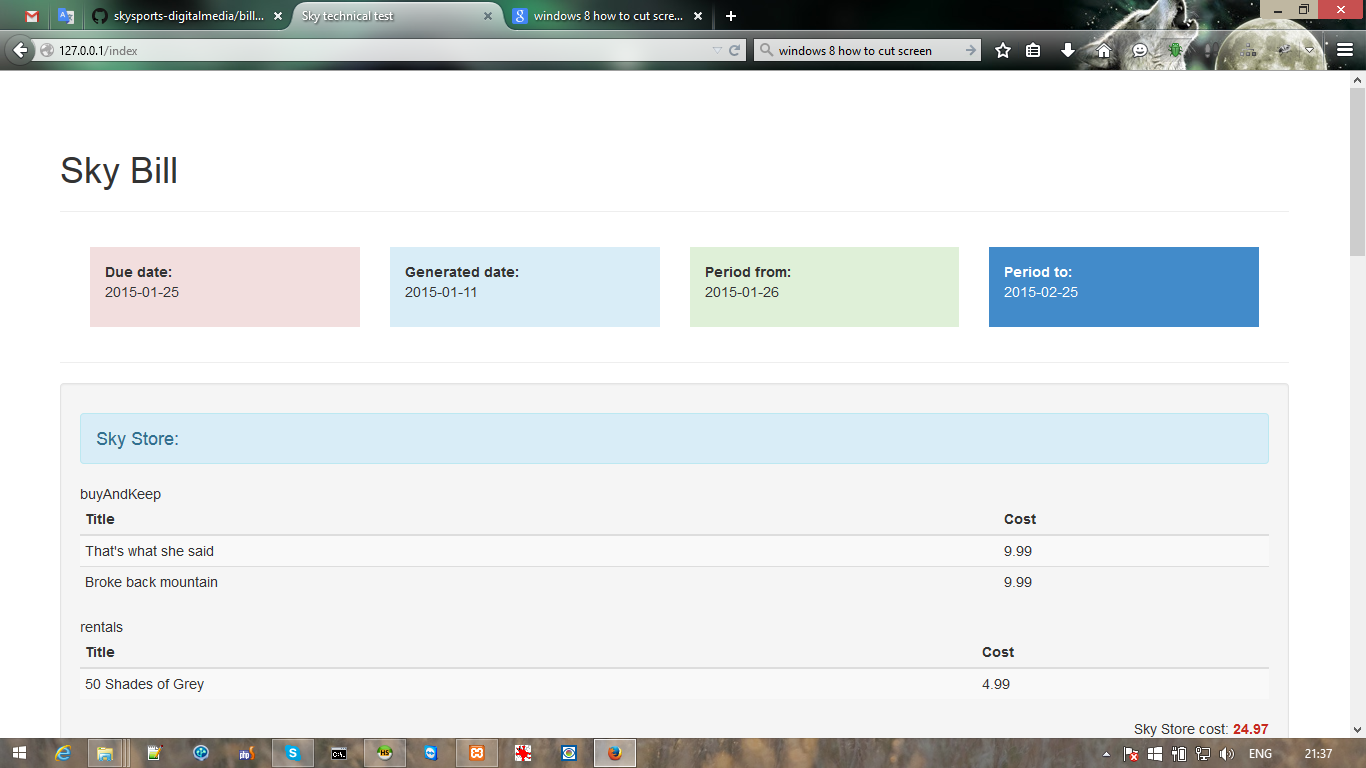 skysports-digitalmedia/bill...
Sky technical test
windows 8 how to cut scre...
127.0.0.1/index
windows 8 how to cut screen
Sky Bill
Due date:
2015-01-25
Generated date:
2015-01-11
Period from:
2015-01-26
Period to:
2015-02-25
Sky Store:
buyAndKeep
Title Cost
That's what she said 9.99
Broke back mountain 9.99
rentals
Title Cost
50 Shades of Grey 4.99
Sky Store cost: 24.97
ENG 21:37